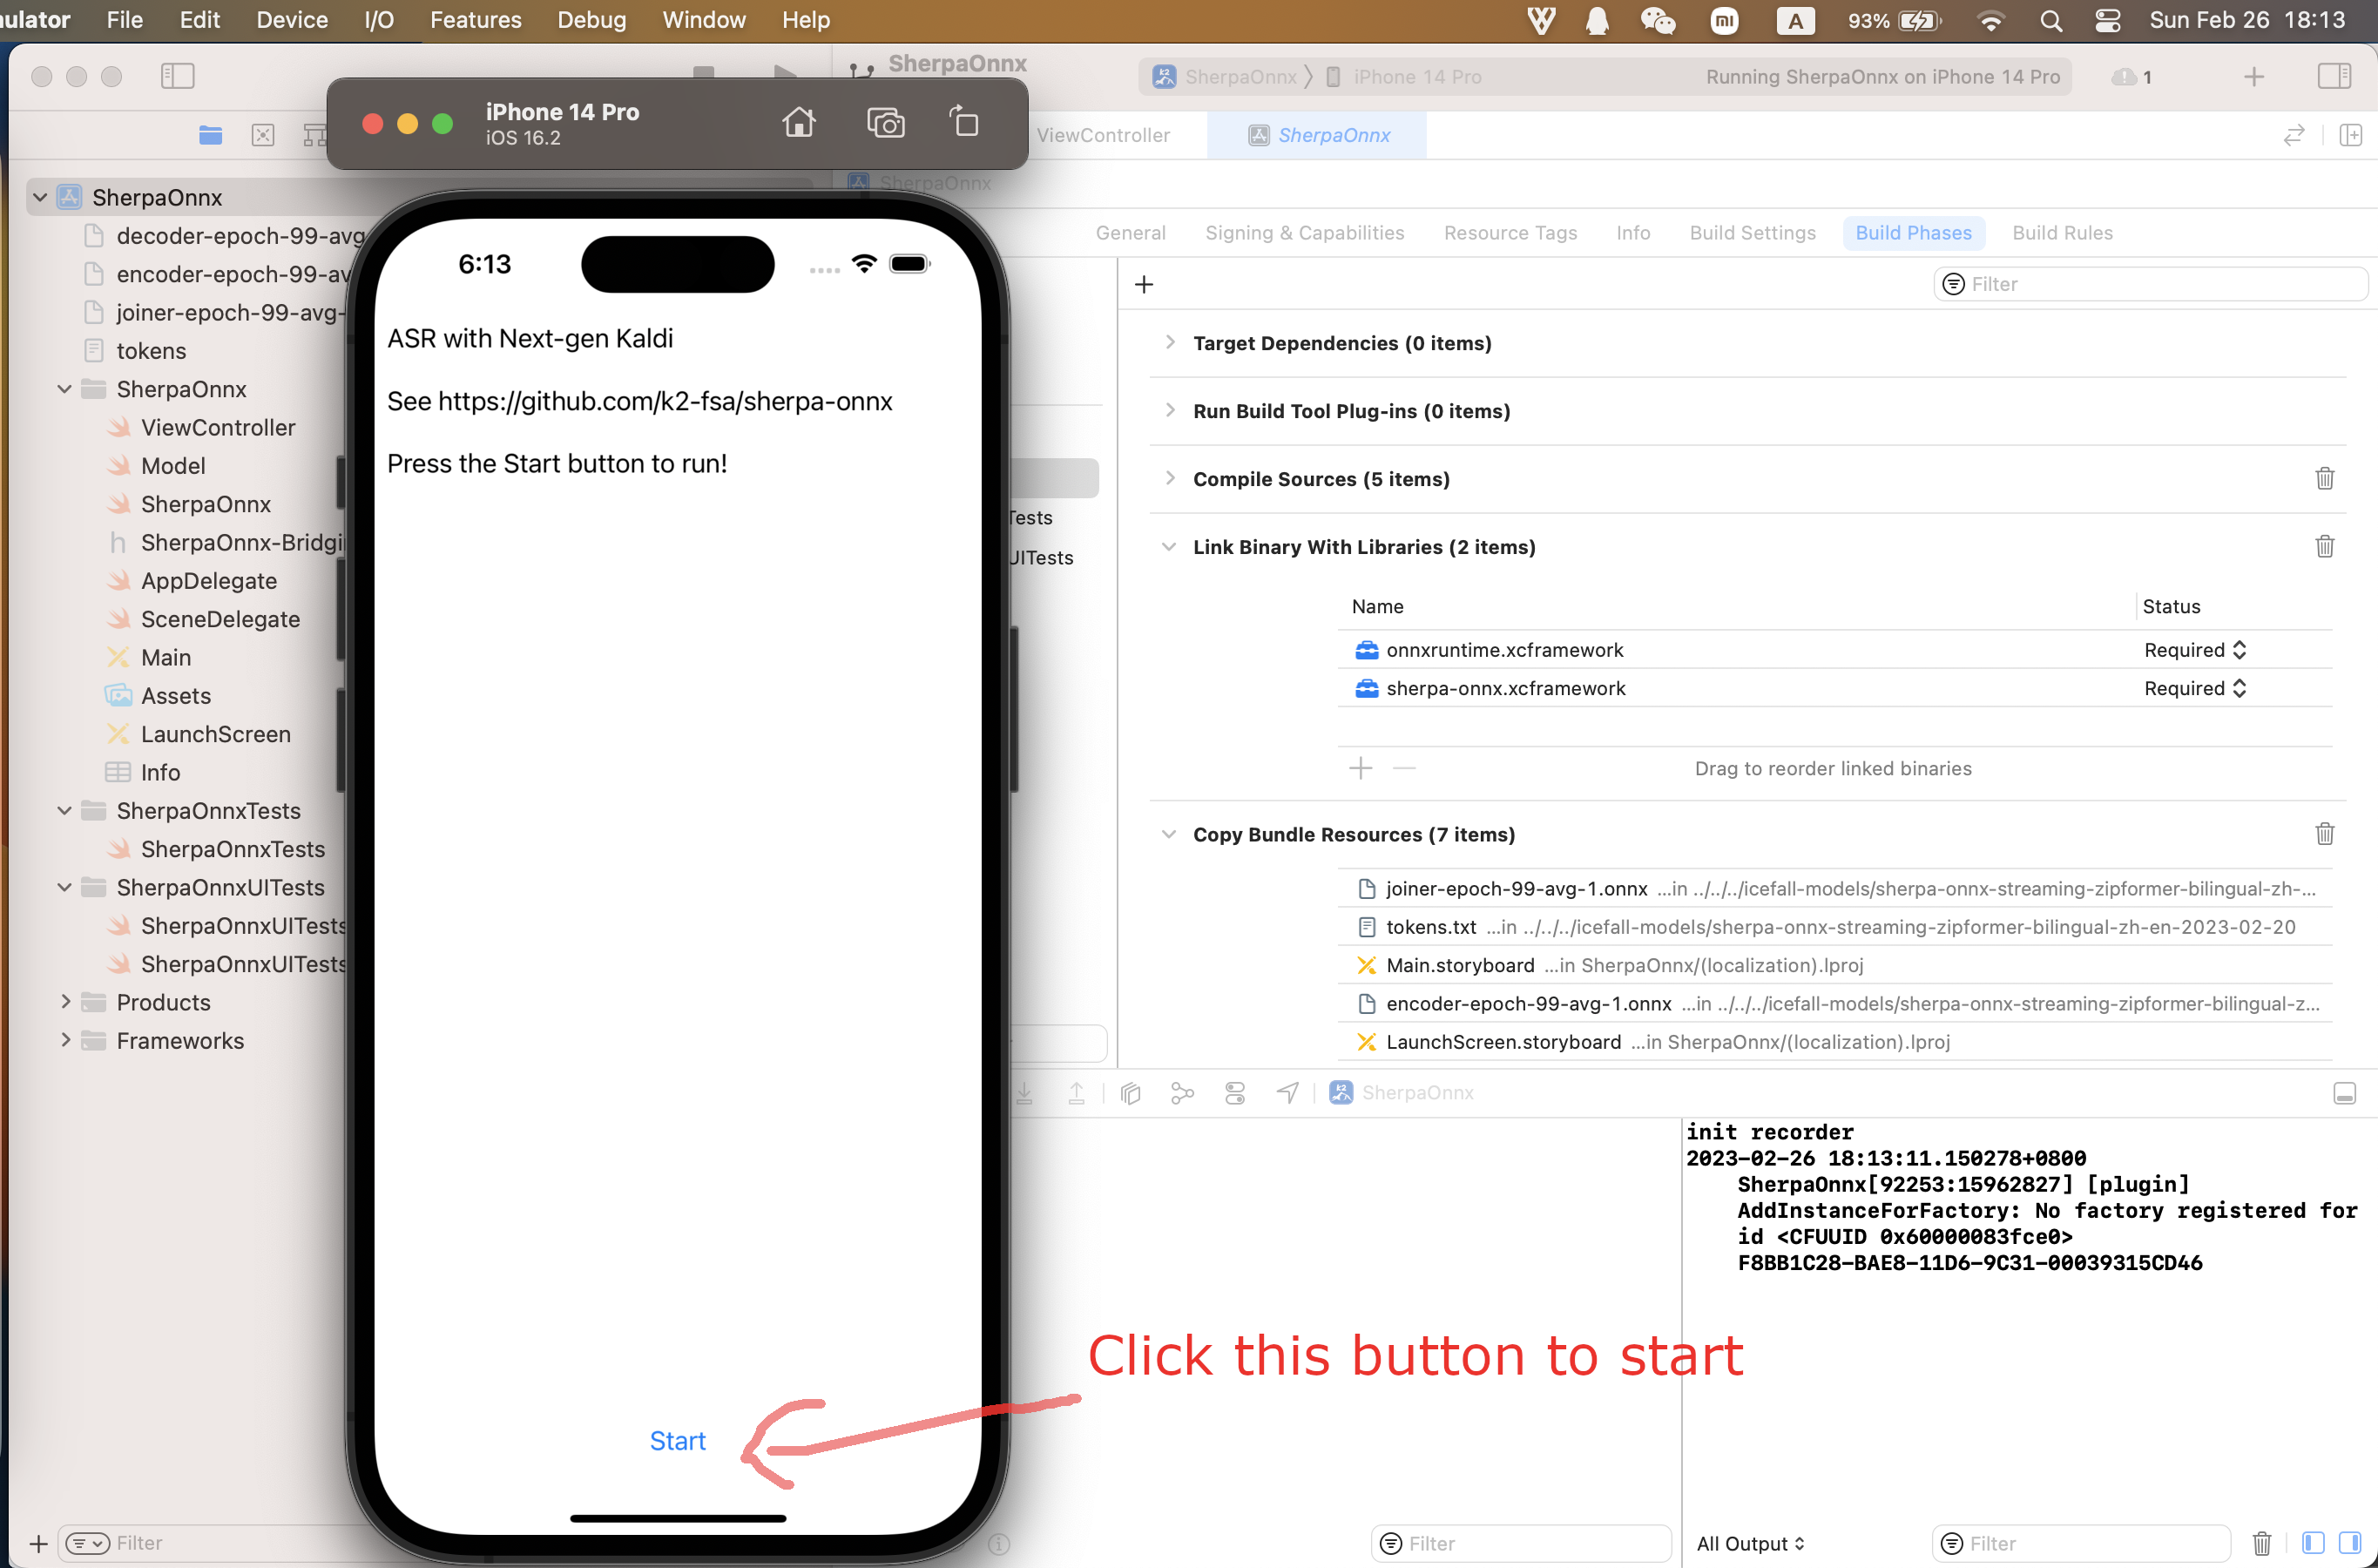 ulator File Edit Device I/O Features Debug Window Help A 93% Sun Feb 26 18:13
SherpaOnnx
SherpaOnnx 〉 iPhone 14 Pro Running SherpaOnnx on iPhone 14 Pro 1
iPhone 14 Pro
iOS 16.2
ViewController SherpaOnnx
SherpaOnnx
General Signing & Capabilities Resource Tags Info Build Settings Build Phases Build Rules
Filter
SherpaOnnx
decoder-epoch-99-avg
encoder-epoch-99-av
joiner-epoch-99-avg-
tokens
SherpaOnnx
ViewController
Model
SherpaOnnx
h SherpaOnnx-Bridgi
AppDelegate
SceneDelegate
Main
Assets
LaunchScreen
Info
SherpaOnnxTests
SherpaOnnxTests
SherpaOnnxUITests
SherpaOnnxUITests
SherpaOnnxUITests
Products
Frameworks
Filter
6:13
ASR with Next-gen Kaldi
See https://github.com/k2-fsa/sherpa-onnx
Press the Start button to run!
Start
Tests
UITests
Target Dependencies (0 items)
Run Build Tool Plug-ins (0 items)
Compile Sources (5 items)
Link Binary With Libraries (2 items)
Name Status
onnxruntime.xcframework Required
sherpa-onnx.xcframework Required
Drag to reorder linked binaries
Copy Bundle Resources (7 items)
joiner-epoch-99-avg-1.onnx ...in ../../../icefall-models/sherpa-onnx-streaming-zipformer-bilingual-zh-...
tokens.txt ...in ../../../icefall-models/sherpa-onnx-streaming-zipformer-bilingual-zh-en-2023-02-20
Main.storyboard ...in SherpaOnnx/(localization).lproj
encoder-epoch-99-avg-1.onnx ...in ../../../icefall-models/sherpa-onnx-streaming-zipformer-bilingual-z...
LaunchScreen.storyboard ...in SherpaOnnx/(localization).lproj
SherpaOnnx
init recorder
2023-02-26 18:13:11.150278+0800
SherpaOnnx[92253:15962827] [plugin]
AddInstanceForFactory: No factory registered for
id <CFUUID 0x60000083fce0>
F8BB1C28-BAE8-11D6-9C31-00039315CD46
Click this button to start
Filter
All Output
Filter